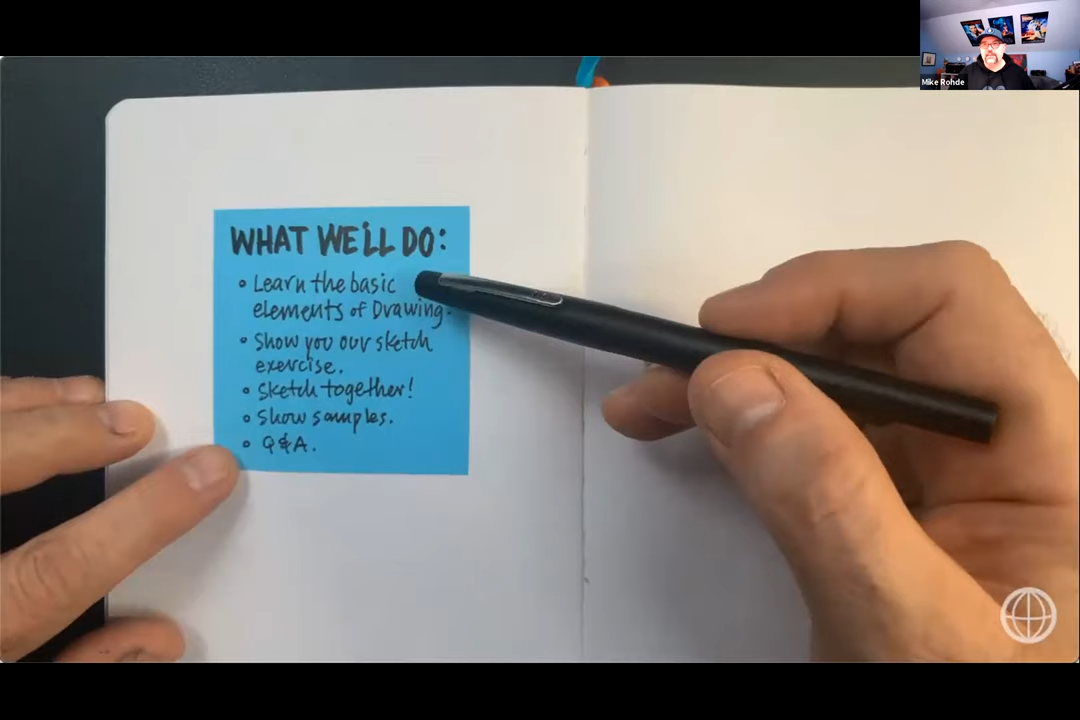 Mike Rohde
WHAT WE'LL DO:
• Learn the basic
elements of Drawing.
• Show you our sketch
exercise.
• Sketch together!
• Show samples.
• Q&A.